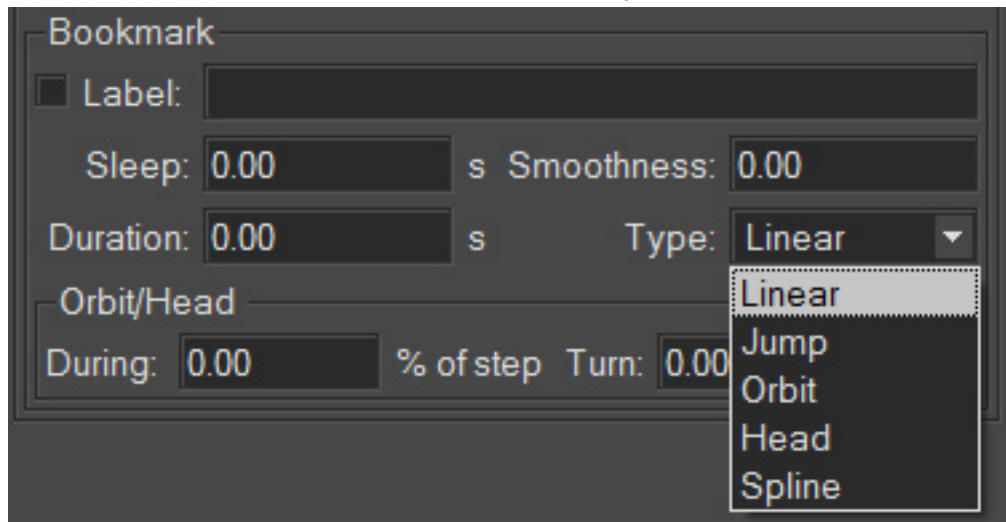 Bookmark
Label:
Sleep: 0.00 s Smoothness: 0.00
Duration: 0.00 s Type: Linear
Orbit/Head
During: 0.00 % of step Turn: 0.00
Linear
Jump
Orbit
Head
Spline